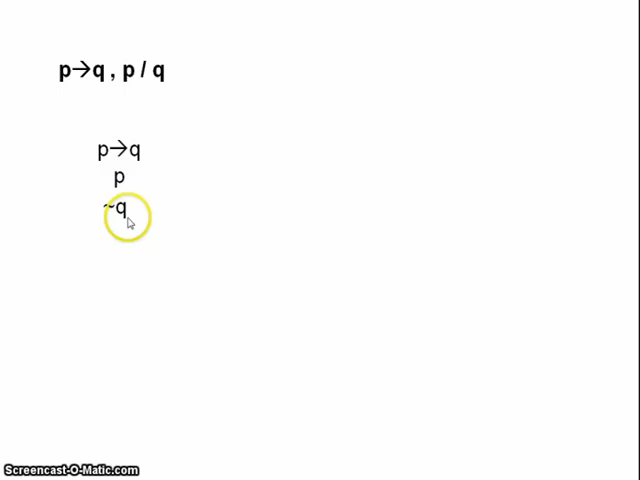 p→q , p / q
p→q
p
~q
Screencast-O-Matic.com